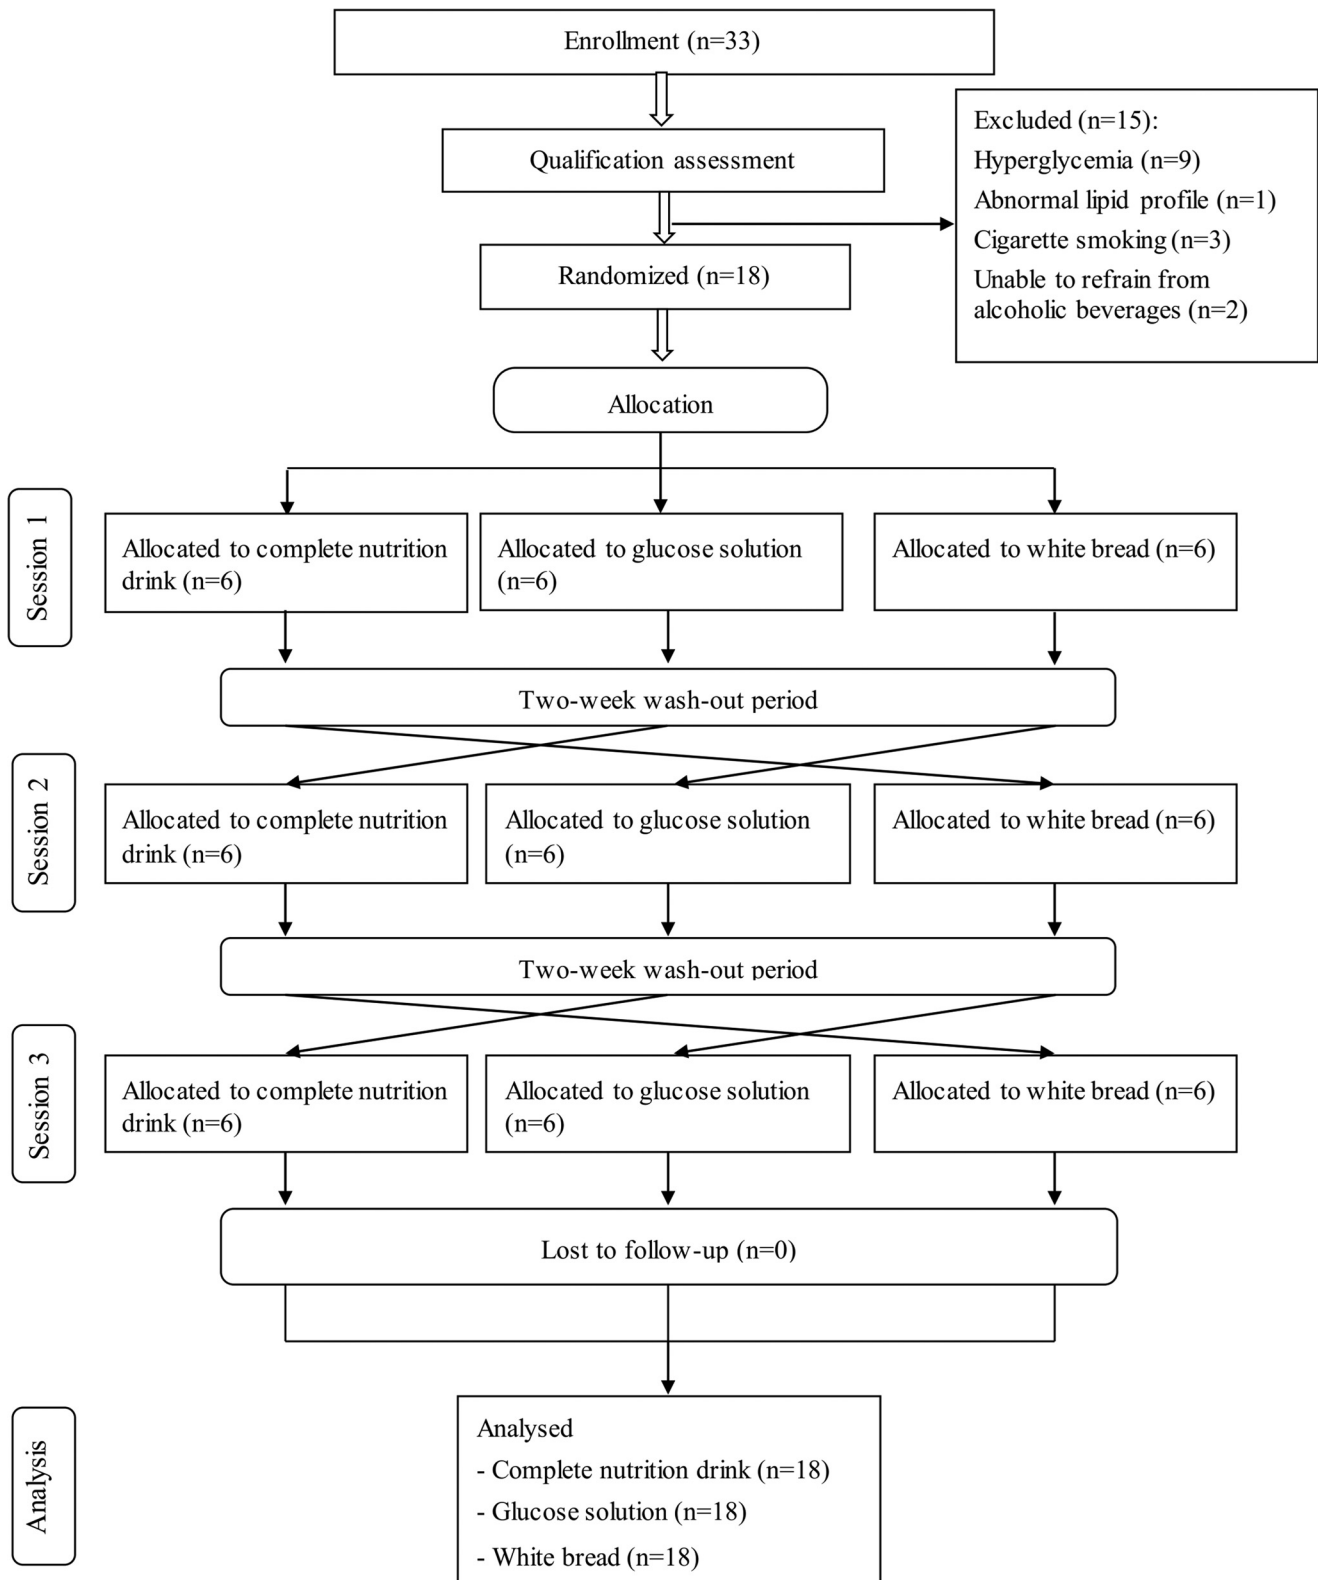 Enrollment (n=33)
Qualification assessment
Excluded (n=15):
Hyperglycemia (n=9)
Abnormal lipid profile (n=1)
Cigarette smoking (n=3)
Unable to refrain from
alcoholic beverages (n=2)
Randomized (n=18)
Allocation
Session 1
Allocated to complete nutrition
drink (n=6)
Allocated to glucose solution
(n=6)
Allocated to white bread (n=6)
Two-week wash-out period
Session 2
Allocated to complete nutrition
drink (n=6)
Allocated to glucose solution
(n=6)
Allocated to white bread (n=6)
Two-week wash-out period
Session 3
Allocated to complete nutrition
drink (n=6)
Allocated to glucose solution
(n=6)
Allocated to white bread (n=6)
Lost to follow-up (n=0)
Analysis
Analysed
- Complete nutrition drink (n=18)
- Glucose solution (n=18)
- White bread (n=18)